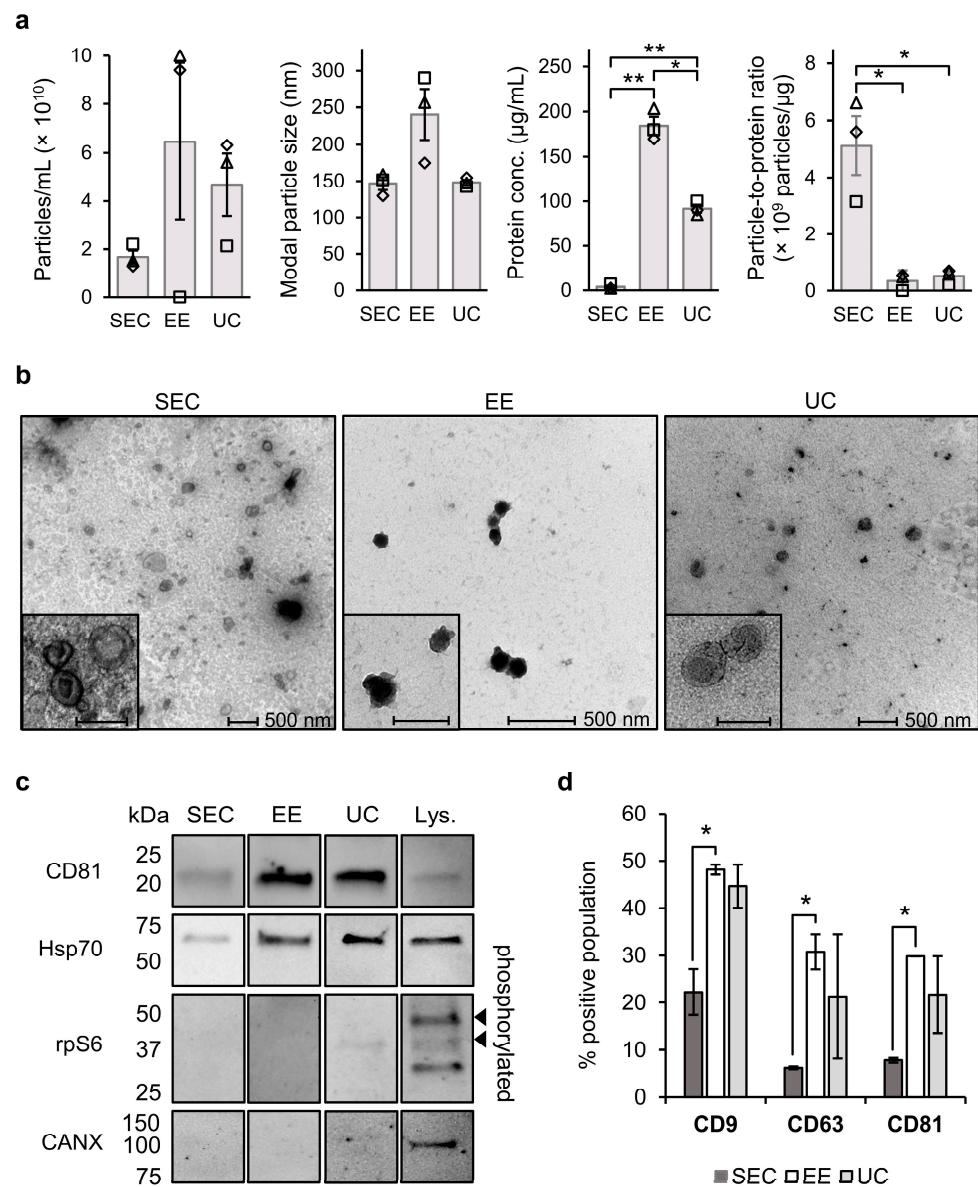 a
Particles/mL (× 10¹⁰)
10
8
6
4
2
0
SEC EE UC
Modal particle size (nm)
300
250
200
150
100
50
0
SEC EE UC
Protein conc. (µg/mL)
250
200
150
100
50
0
**
**
*
SEC EE UC
Particle-to-protein ratio
(× 10⁹ particles/µg)
8
6
4
2
0
*
*
SEC EE UC
b
SEC EE UC
500 nm
500 nm
500 nm
c
kDa SEC EE UC Lys.
CD81
25
20
Hsp70
75
50
rpS6
50
37
25
phosphorylated
CANX
150
100
75
d
% positive population
60
50
40
30
20
10
0
*
*
*
CD9 CD63 CD81
SEC EE UC